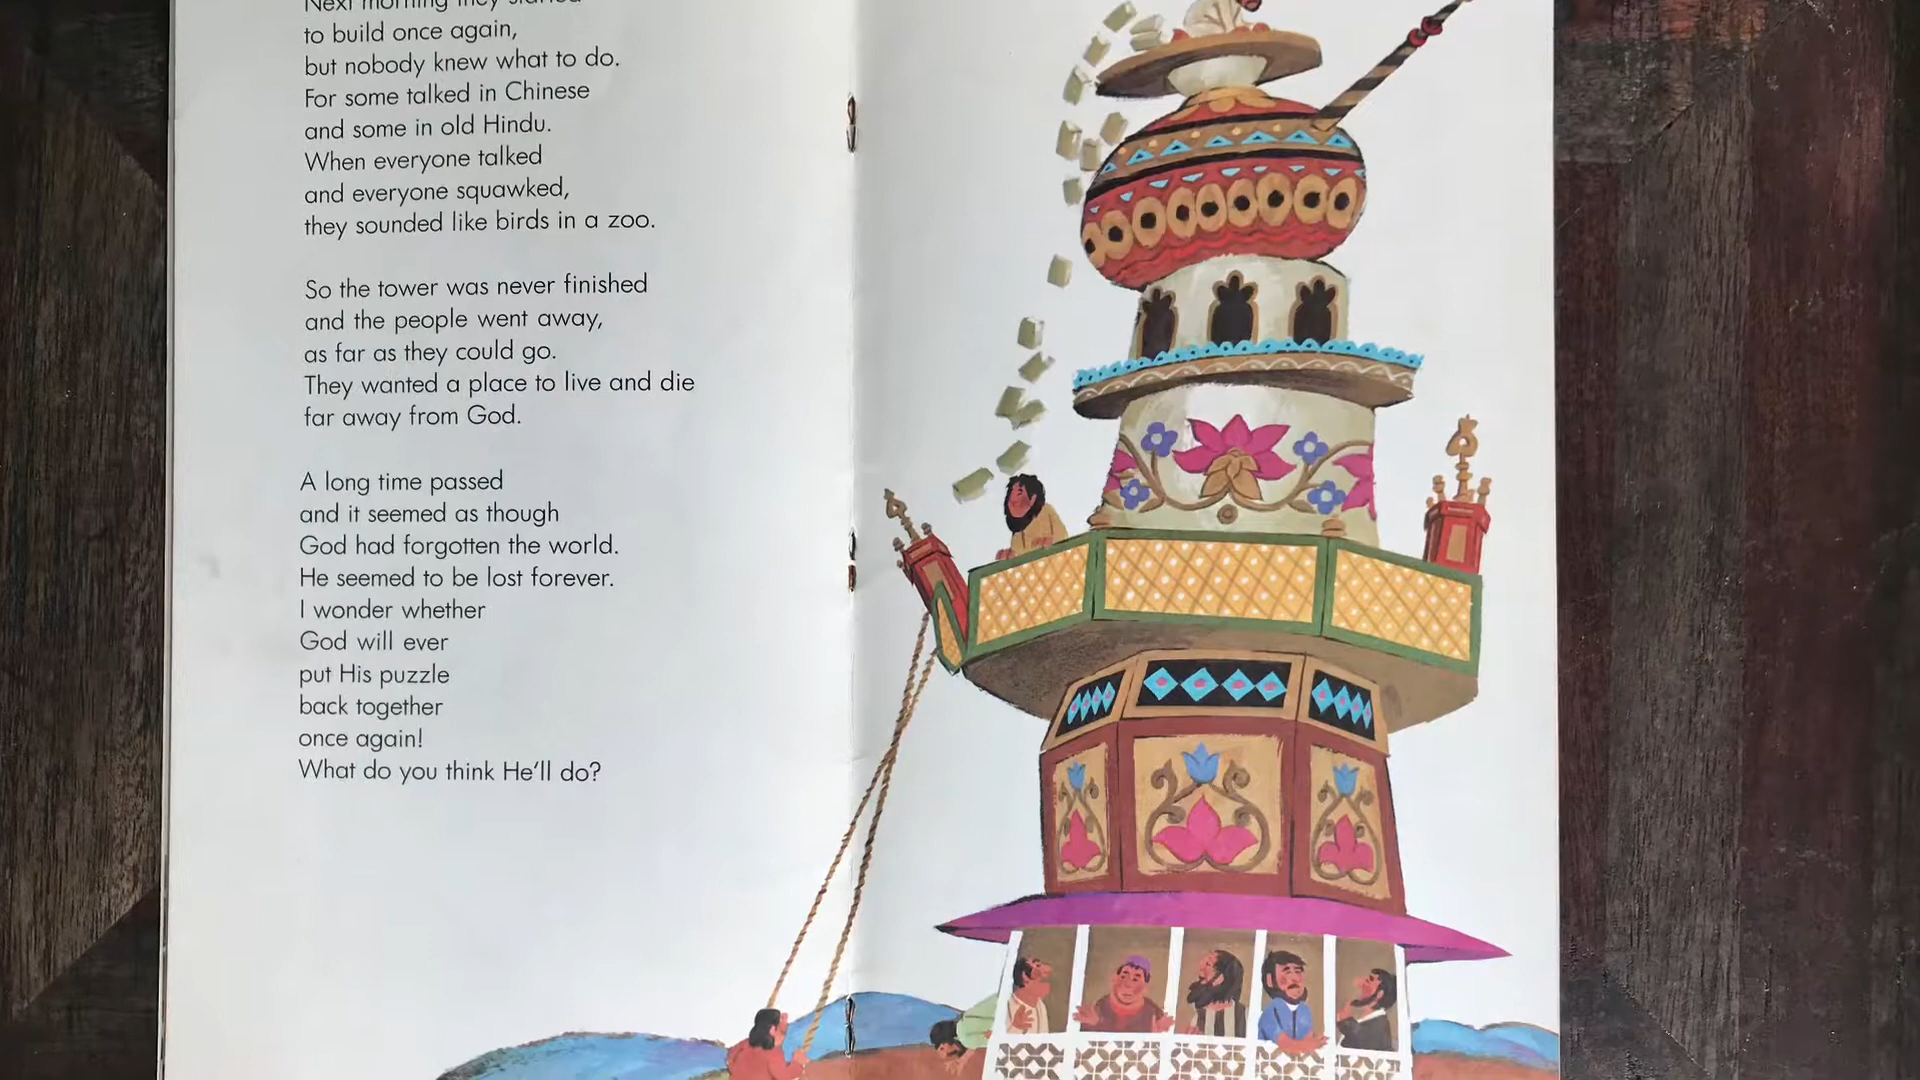 Next morning they started
to build once again,
but nobody knew what to do.
For some talked in Chinese
and some in old Hindu.
When everyone talked
and everyone squawked,
they sounded like birds in a zoo.
So the tower was never finished
and the people went away,
as far as they could go.
They wanted a place to live and die
far away from God.
A long time passed
and it seemed as though
God had forgotten the world.
He seemed to be lost forever.
I wonder whether
God will ever
put His puzzle
back together
once again!
What do you think He'll do?